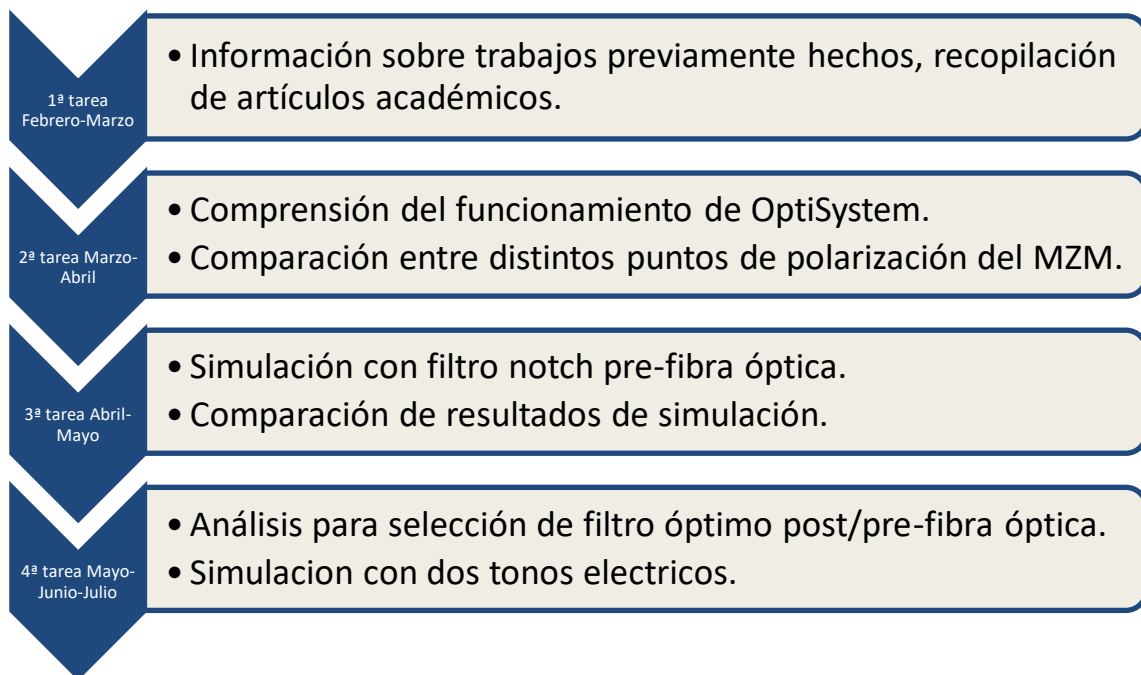 1ª tarea
Febrero-Marzo
• Información sobre trabajos previamente hechos, recopilación
de artículos académicos.
2ª tarea Marzo-
Abril
• Comprensión del funcionamiento de OptiSystem.
• Comparación entre distintos puntos de polarización del MZM.
3ª tarea Abril-
Mayo
• Simulación con filtro notch pre-fibra óptica.
• Comparación de resultados de simulación.
4ª tarea Mayo-
Junio-Julio
• Análisis para selección de filtro óptimo post/pre-fibra óptica.
• Simulacion con dos tonos electricos.